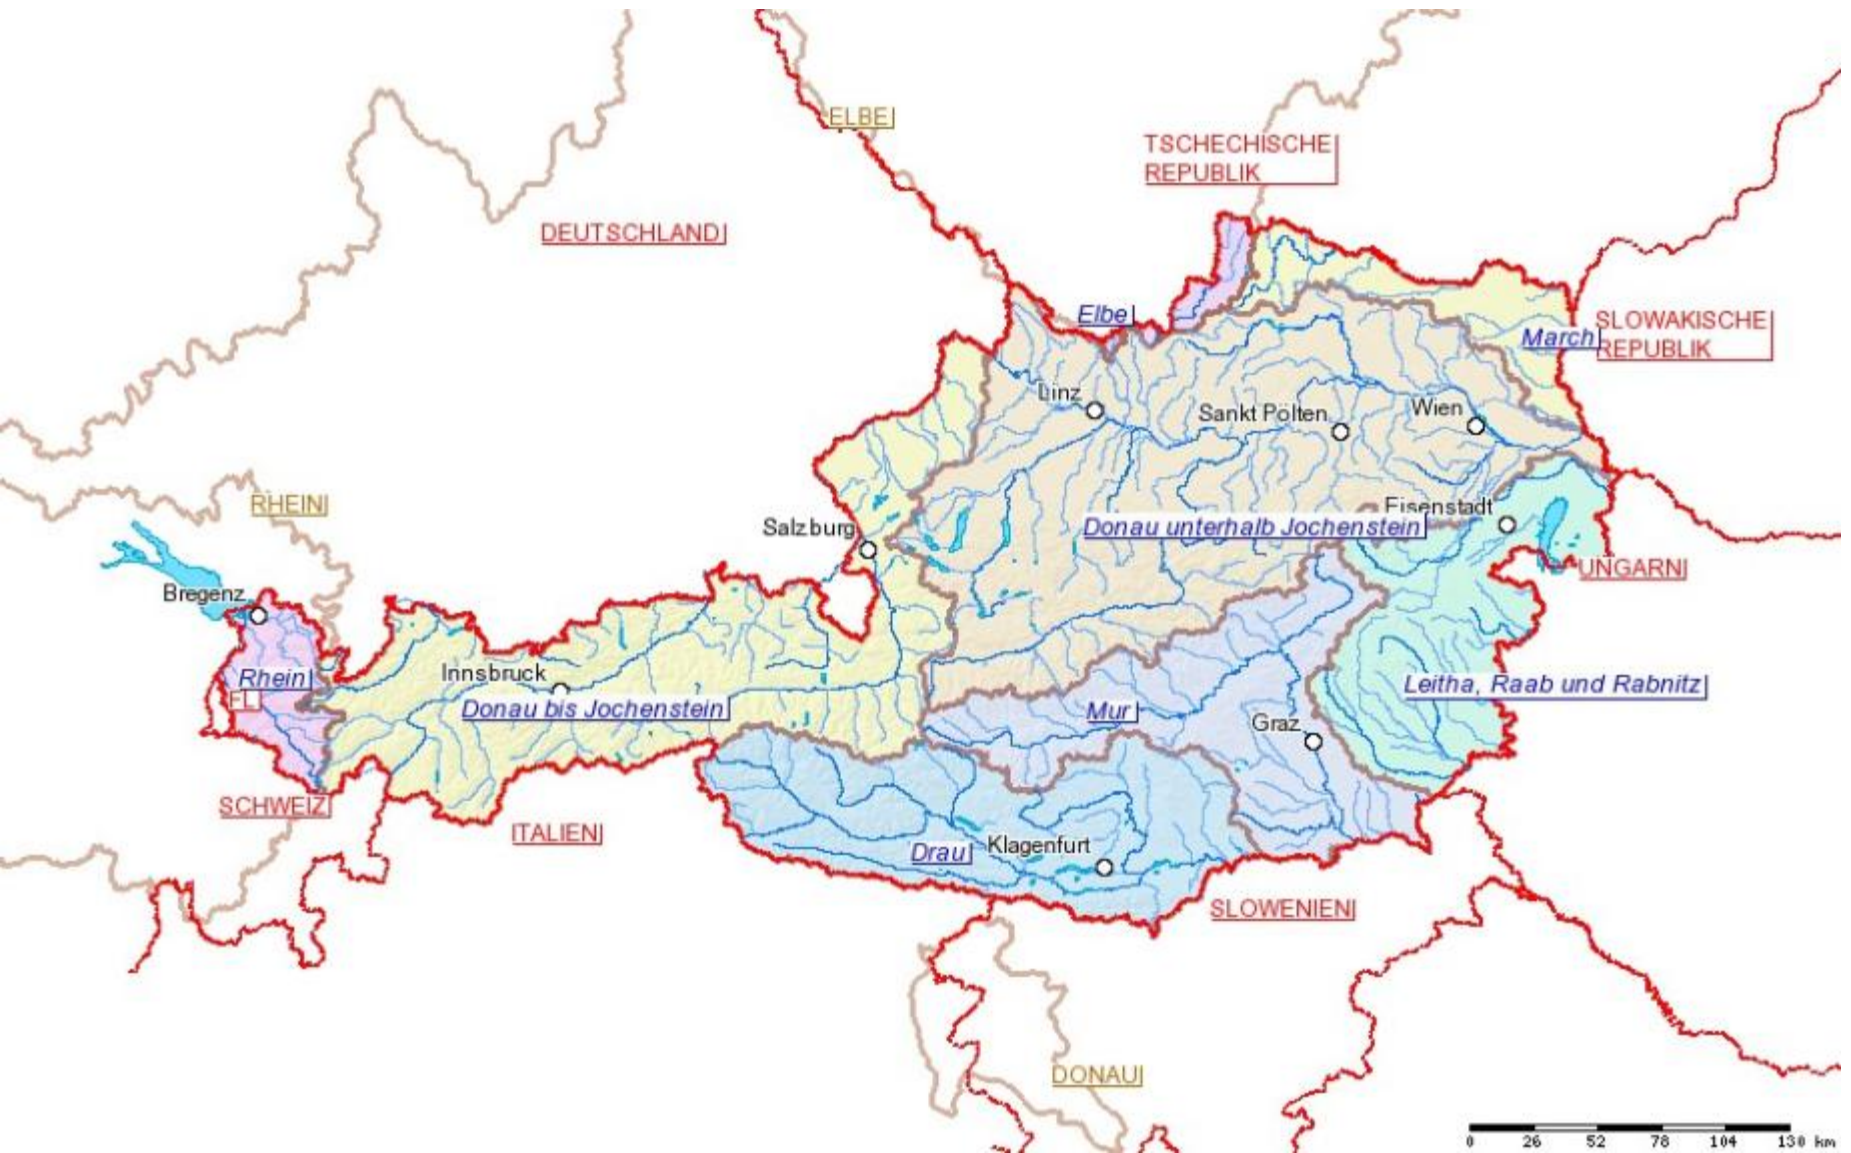 ELBE
TSCHECHISCHE
REPUBLIK
DEUTSCHLAND
Elbe
SLOWAKISCHE
REPUBLIK
March
Linz
Sankt Pölten
Wien
RHEIN
Eisenstadt
Salzburg
Donau unterhalb Jochenstein
UNGARN
Bregenz
Innsbruck
Rhein
FL
Leitha, Raab und Rabnitz
Donau bis Jochenstein
Mur
Graz
SCHWEIZ
ITALIEN
Drau
Klagenfurt
SLOWENIEN
DONAU
0 26 52 78 104 130 km